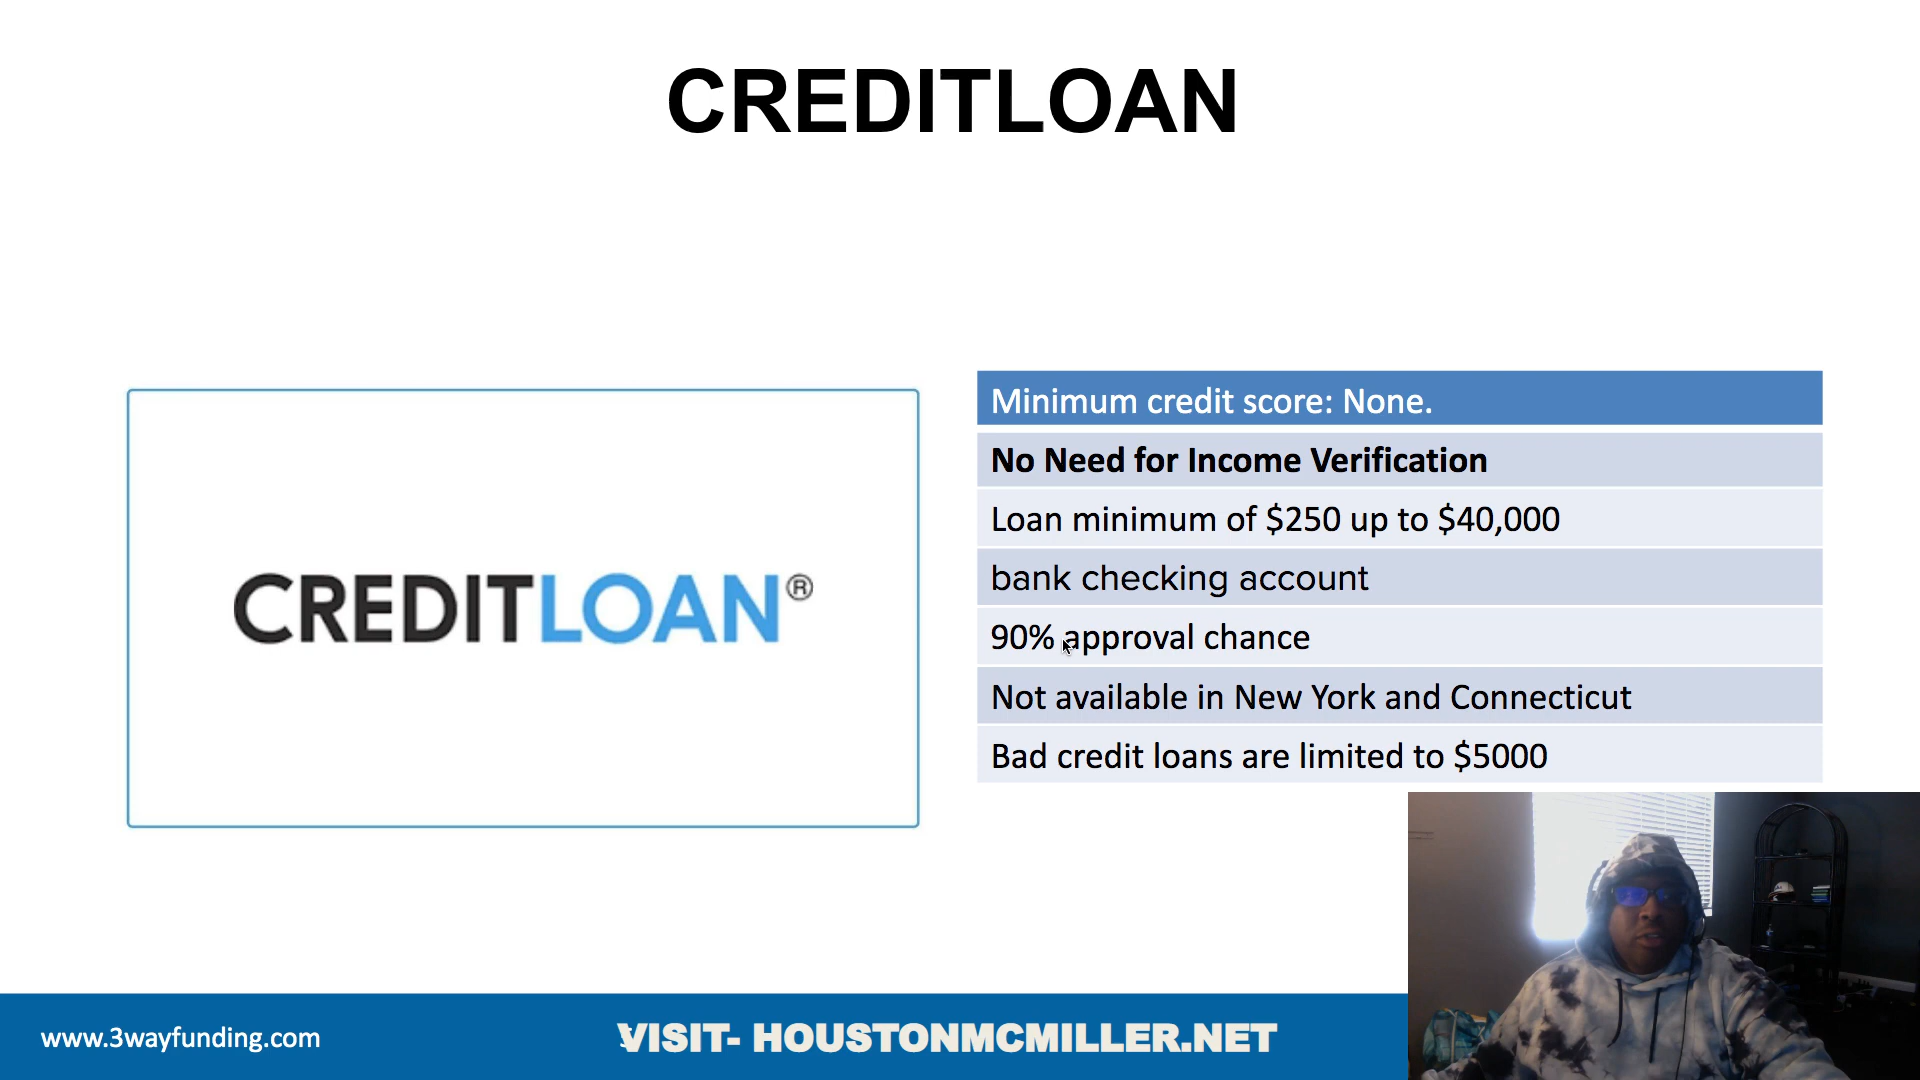 CREDITLOAN
CREDITLOAN®
Minimum credit score: None.
No Need for Income Verification
Loan minimum of $250 up to $40,000
bank checking account
90% approval chance
Not available in New York and Connecticut
Bad credit loans are limited to $5000
www.3wayfunding.com
VISIT- HOUSTONMCMILLER.NET